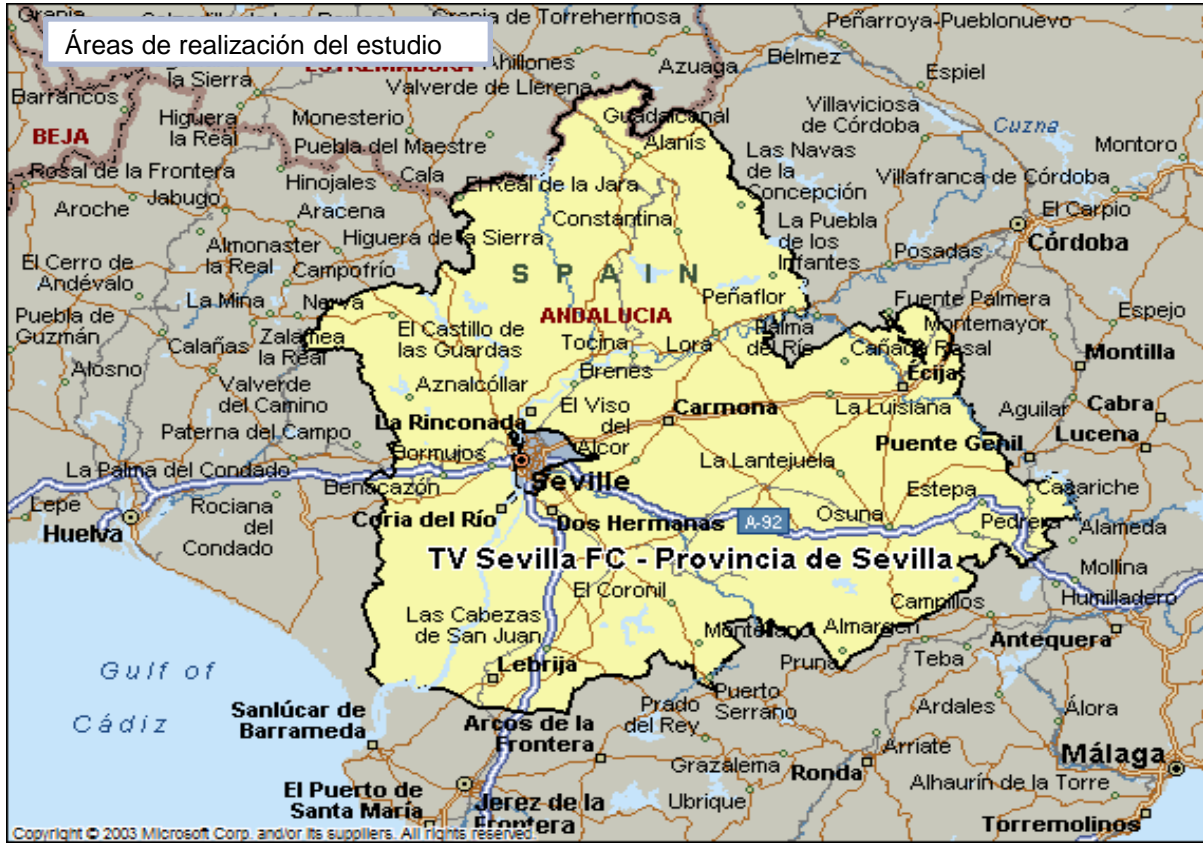 Áreas de realización del estudio
Granja de Torrehermosa
Peñarroya-Pueblonuevo
Ahillones
Azuaga
Bélmez
Espiel
la Sierra
Valverde de Llerena
Barrancos
Higuera
la Real
Monesterio
Guadalcanal
Villaviciosa
de Córdoba
Cuzna
BEJA
Puebla del Maestre
Alanis
Las Navas
de la
Concepción
Montoro
Rosal de la Frontera
Hinojales
Cala
El Real de la Jara
Villafranca de Córdoba
Aroche
Jabugo
Aracena
Constantina
La Puebla
de los
Infantes
El Carpio
Almonaster
la Real
Higuera de la Sierra
Posadas
Córdoba
El Cerro de
Andévalo
Campofrío
SPAIN
La Mina
Nerva
Peñaflor
Fuente Palmera
Espejo
Puebla de
Guzmán
Calañas
Zalamea
la Real
El Castillo de
las Guardas
ANDALUCIA
Tocina
Lora
Palma
del Río
Montemayor
Cañada Rosal
Montilla
Alosno
Valverde
del Camino
Aznalcóllar
Brenes
Écija
La Rinconada
El Viso
del
Alcor
Carmona
La Luisiana
Aguilar
Cabra
Paterna del Campo
Puente Genil
Lucena
La Palma del Condado
Bormujos
La Lantejuela
Benacazón
Seville
Estepa
Casariche
Lepe
Huelva
Rociana
del
Condado
Coria del Río
Dos Hermanas
A-92
Osuna
Pedrera
Alameda
TV Sevilla FC - Provincia de Sevilla
Mollina
Humilladero
El Coronil
Campillos
Las Cabezas
de San Juan
Montellano
Almargen
Antequera
Gulf of
Cádiz
Lebrija
Pruna
Teba
Sanlúcar de
Barrameda
Arcos de la
Frontera
Prado
del Rey
Puerto
Serrano
Ardales
Álora
Arriate
Málaga
Grazalema
Ronda
Alhaurín de la Torre
El Puerto de
Santa María
Jerez de la
Frontera
Ubrique
Torremolinos
Copyright © 2003 Microsoft Corp. and/or its suppliers. All rights reserved.